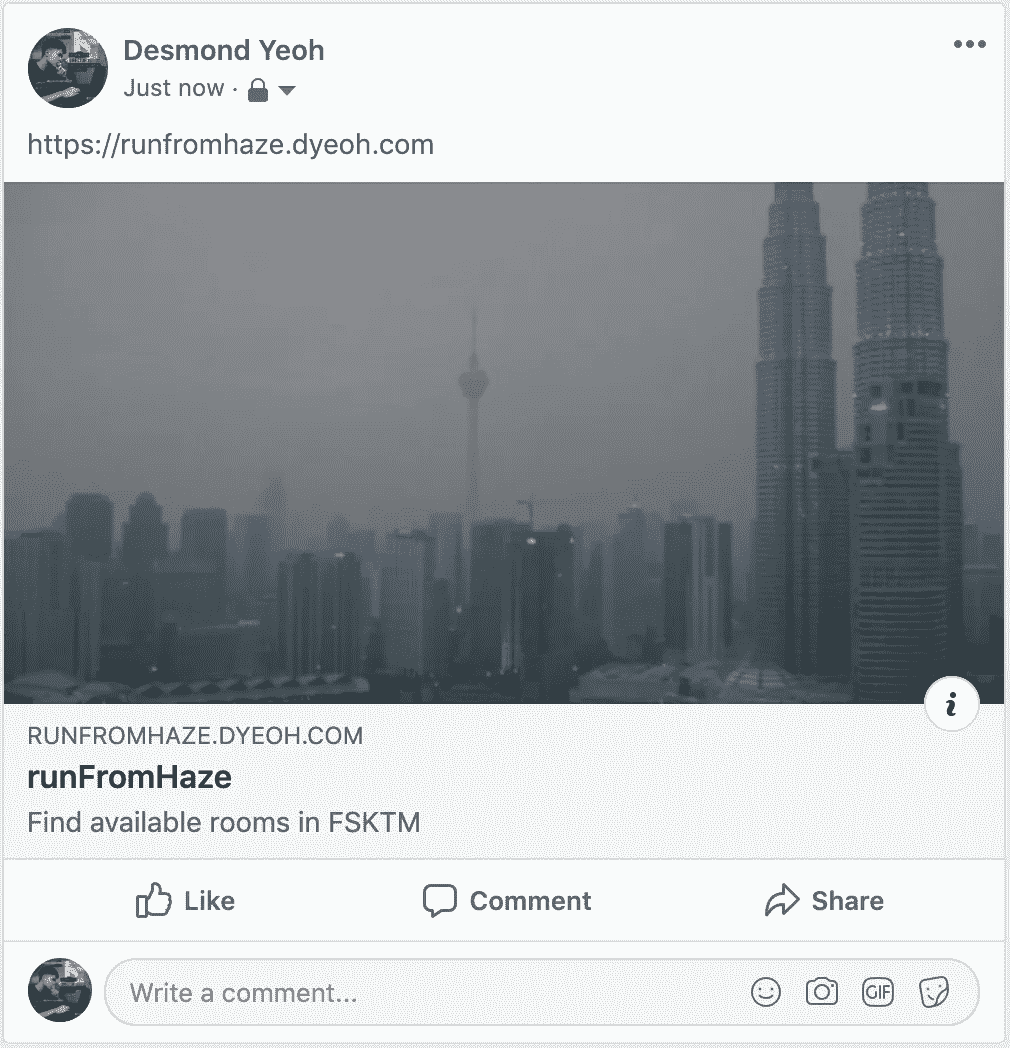 Desmond Yeoh
Just now ·
https://runfromhaze.dyeoh.com
i
RUNFROMHAZE.DYEOH.COM
runFromHaze
Find available rooms in FSKTM
Like Comment Share
Write a comment... GIF